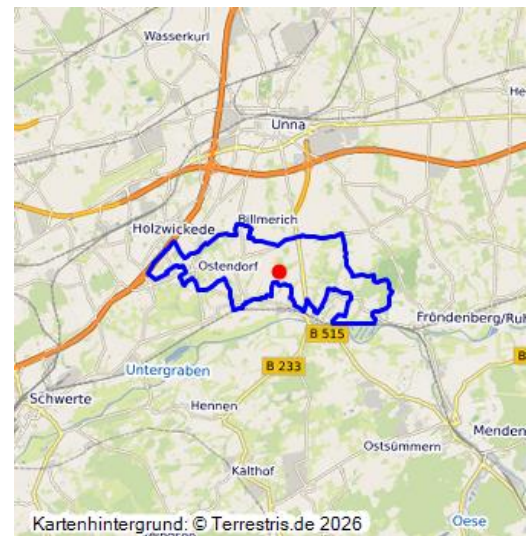 Wasserkurl
Unna
Holzwickede
Billmerich
Ostendorf
Fröndenberg/Ruh
B 515
B 233
Untergraben
Schwerte
Hennen
Ostsümmern
Menden
Kalthof
Oese
Kartenhintergrund: © Terrestris.de 2026